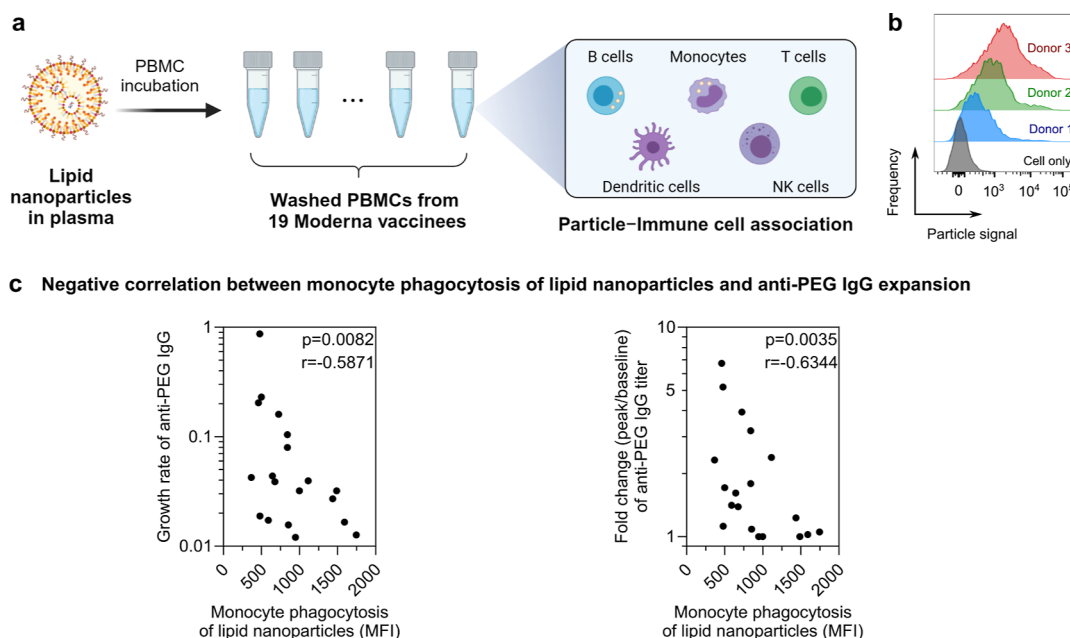 a
PBMC
incubation
...
Lipid
nanoparticles
in plasma
Washed PBMCs from
19 Moderna vaccinees
B cells
Monocytes
T cells
Dendritic cells
NK cells
Particle−Immune cell association
b
Donor 3
Donor 2
Donor 1
Cell only
Frequency
0 10³ 10⁴ 10⁵
Particle signal
c Negative correlation between monocyte phagocytosis of lipid nanoparticles and anti-PEG IgG expansion
Growth rate of anti-PEG IgG
1
0.1
0.01
p=0.0082
r=-0.5871
0 500 1000 1500 2000
Monocyte phagocytosis
of lipid nanoparticles (MFI)
Fold change (peak/baseline)
of anti-PEG IgG titer
10
5
1
p=0.0035
r=-0.6344
0 500 1000 1500 2000
Monocyte phagocytosis
of lipid nanoparticles (MFI)